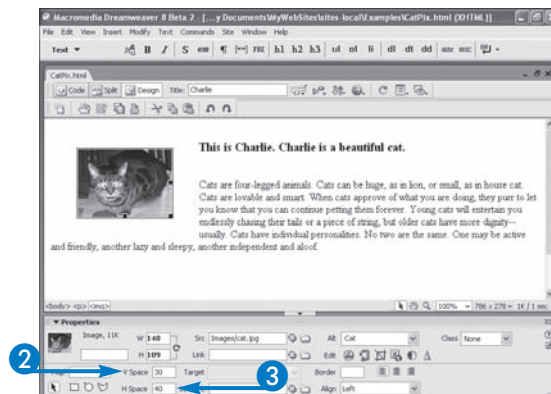 Macromedia Dreamweaver 8 Beta 2 - [...y Documents\MyWebSites\sites-local\Examples\CatPix.html (XHTML)]
File Edit View Insert Modify Text Commands Site Window Help
Text B I S em ¶ [""] PRE h1 h2 h3 ul ol li dl dt dd abbr
CatPix.html
Code Split Design Title: Charlie
This is Charlie. Charlie is a beautiful cat.
Cats are four-legged animals. Cats can be huge, as in lion, or small, as in house cat.
Cats are lovable and smart. When cats approve of what you are doing, they purr to let
you know that you can continue petting them forever. Young cats will entertain you
endlessly chasing their tails or a piece of string, but older cats have more dignity--
usually. Cats have individual personalities. No two are the same. One may be active
and friendly, another lazy and sleepy, another independent and aloof.
<body> <p> <img> 100% 786 x 278 1K / 1 sec
Properties
Image, 11K W 148 Src Images/cat.jpg Alt Cat Class None
H 109 Link Edit
2 V Space 30 Target Border
H Space 40 3 Align Left